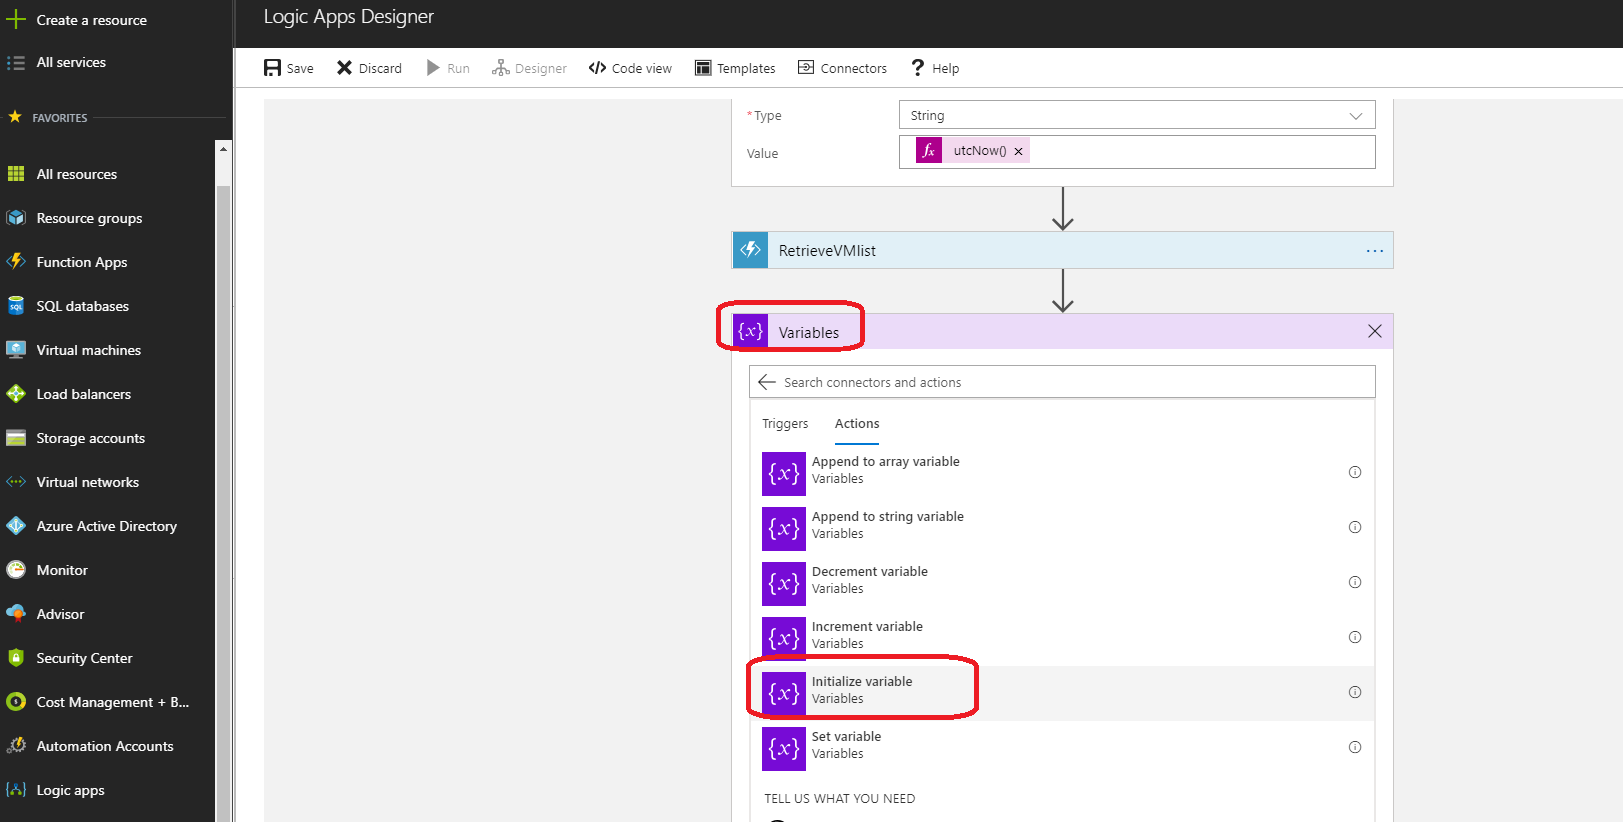 Create a resource
All services
FAVORITES
All resources
Resource groups
Function Apps
SQL databases
Virtual machines
Load balancers
Storage accounts
Virtual networks
Azure Active Directory
Monitor
Advisor
Security Center
Cost Management + B...
Automation Accounts
Logic apps
Logic Apps Designer
Save Discard Run Designer Code view Templates Connectors Help
* Type String
Value fx utcNow() ×
RetrieveVMlist ...
{x} Variables
Search connectors and actions
Triggers Actions
{x} Append to array variable
Variables
{x} Append to string variable
Variables
{x} Decrement variable
Variables
{x} Increment variable
Variables
{x} Initialize variable
Variables
{x} Set variable
Variables
TELL US WHAT YOU NEED